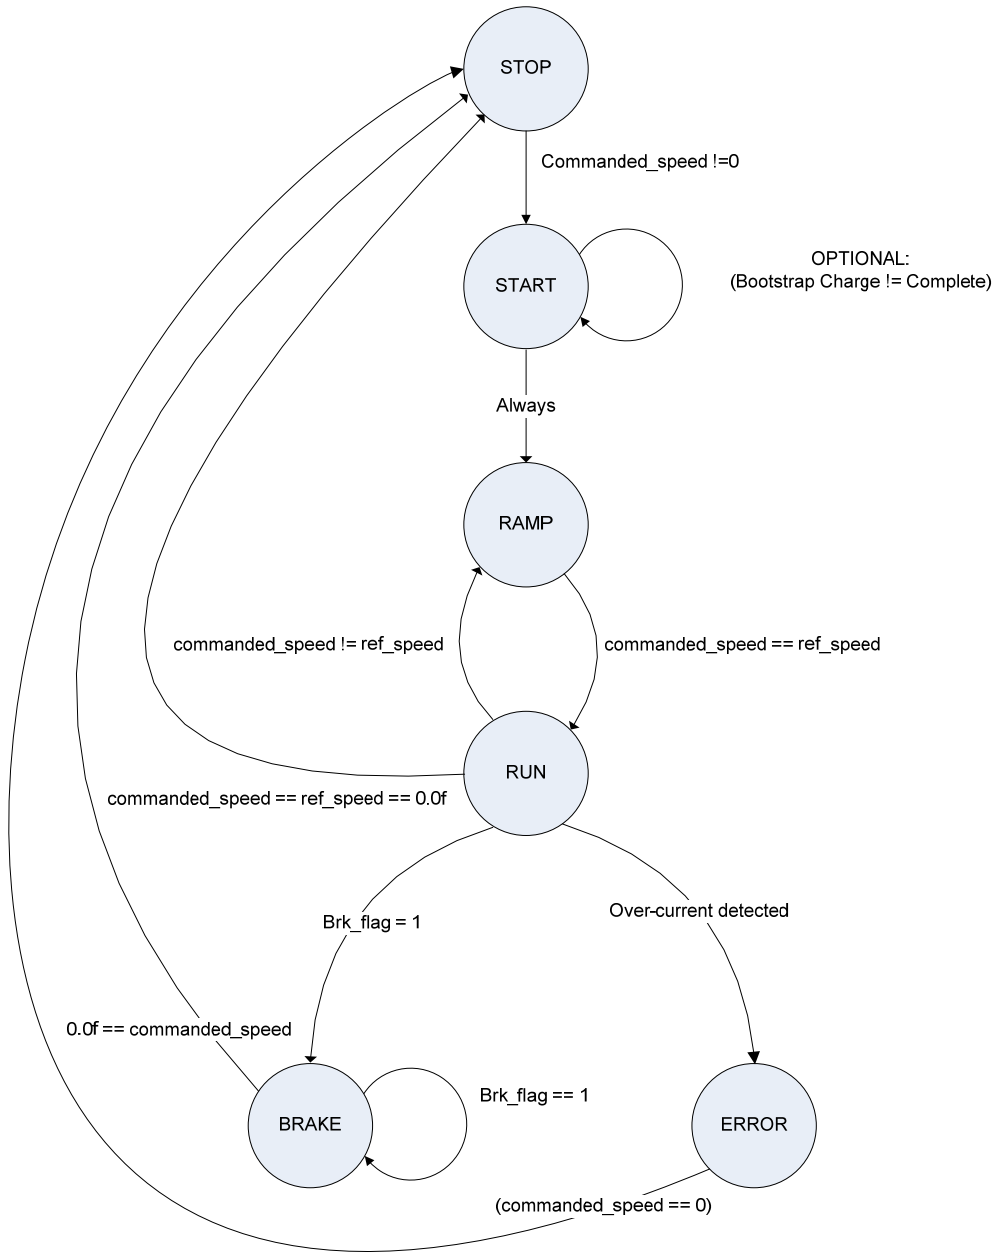 STOP
Commanded_speed !=0
START
OPTIONAL:
(Bootstrap Charge != Complete)
Always
RAMP
commanded_speed != ref_speed
commanded_speed == ref_speed
RUN
commanded_speed == ref_speed == 0.0f
Brk_flag = 1
Over-current detected
0.0f == commanded_speed
BRAKE
Brk_flag == 1
ERROR
(commanded_speed == 0)